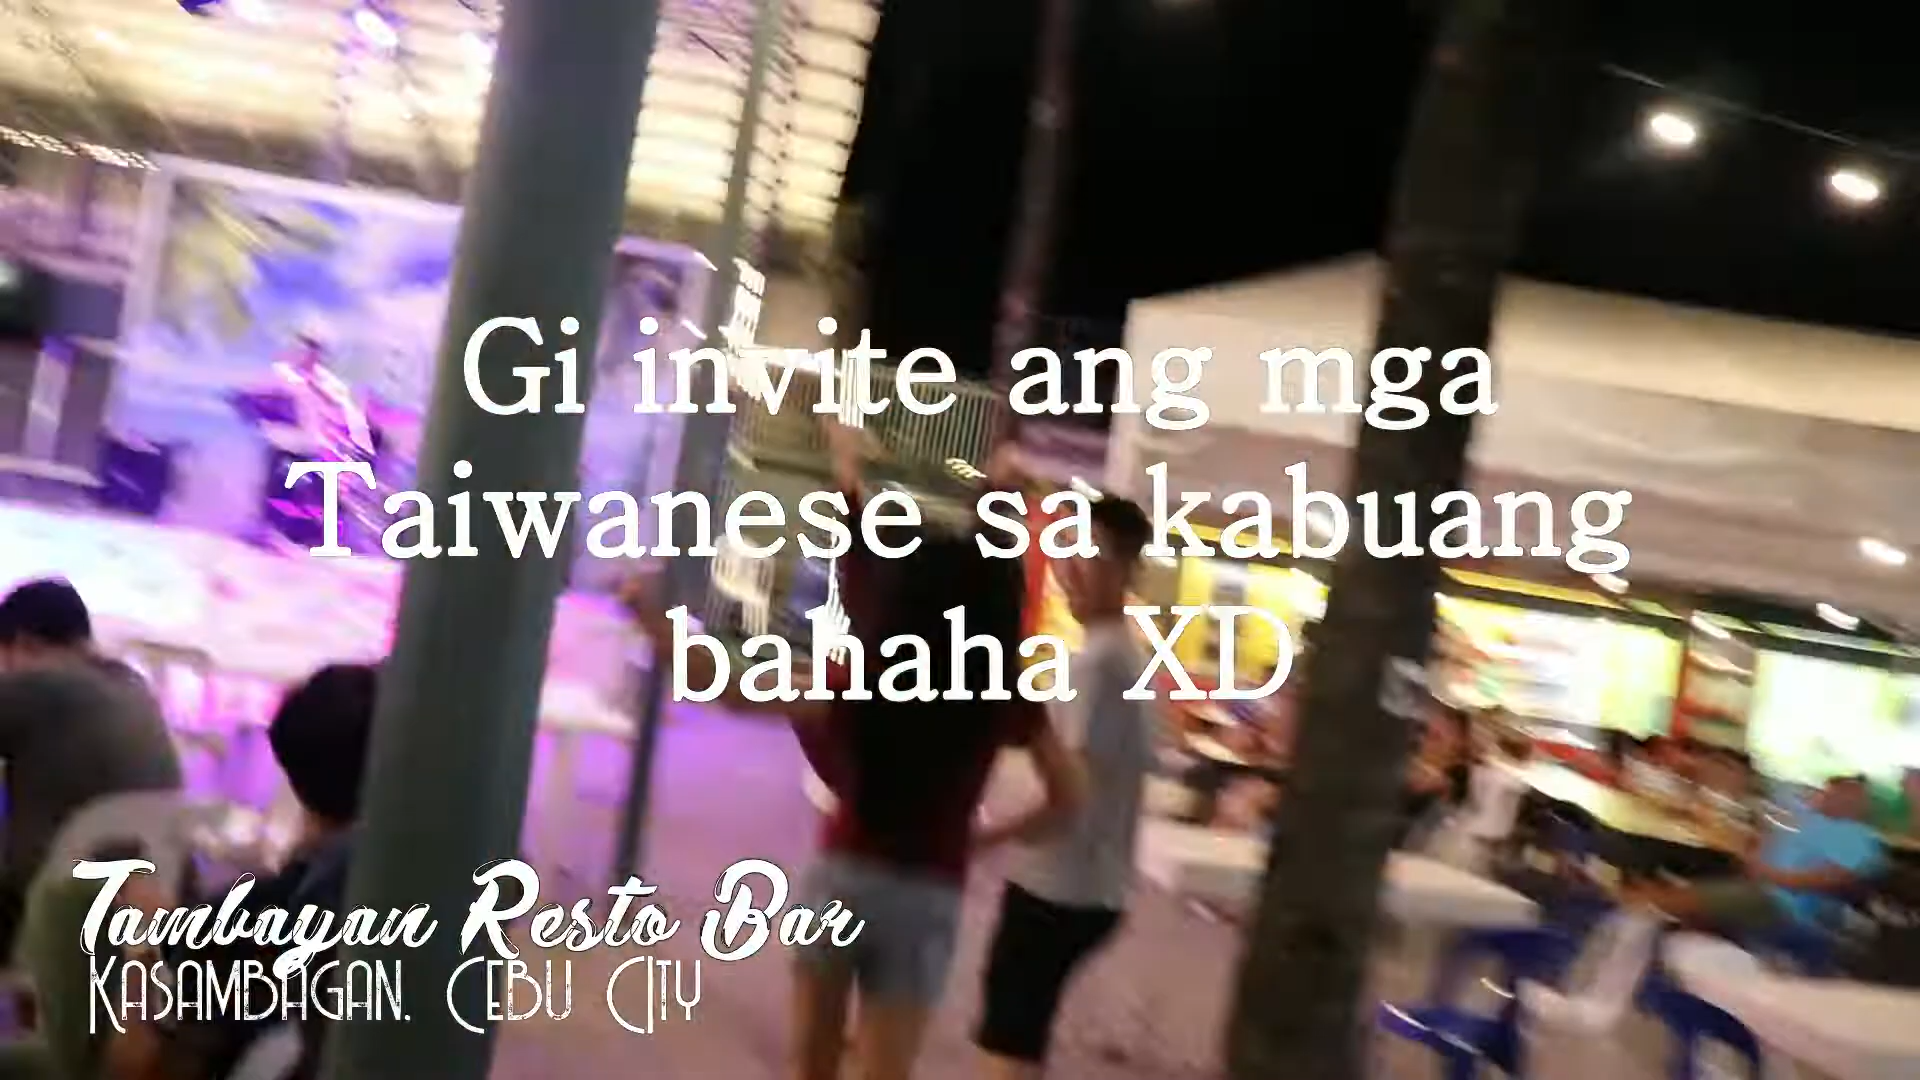 Gi invite ang mga
Taiwanese sa kabuang
bahaha XD
Tambayan Resto Bar
Kasambagan, Cebu City